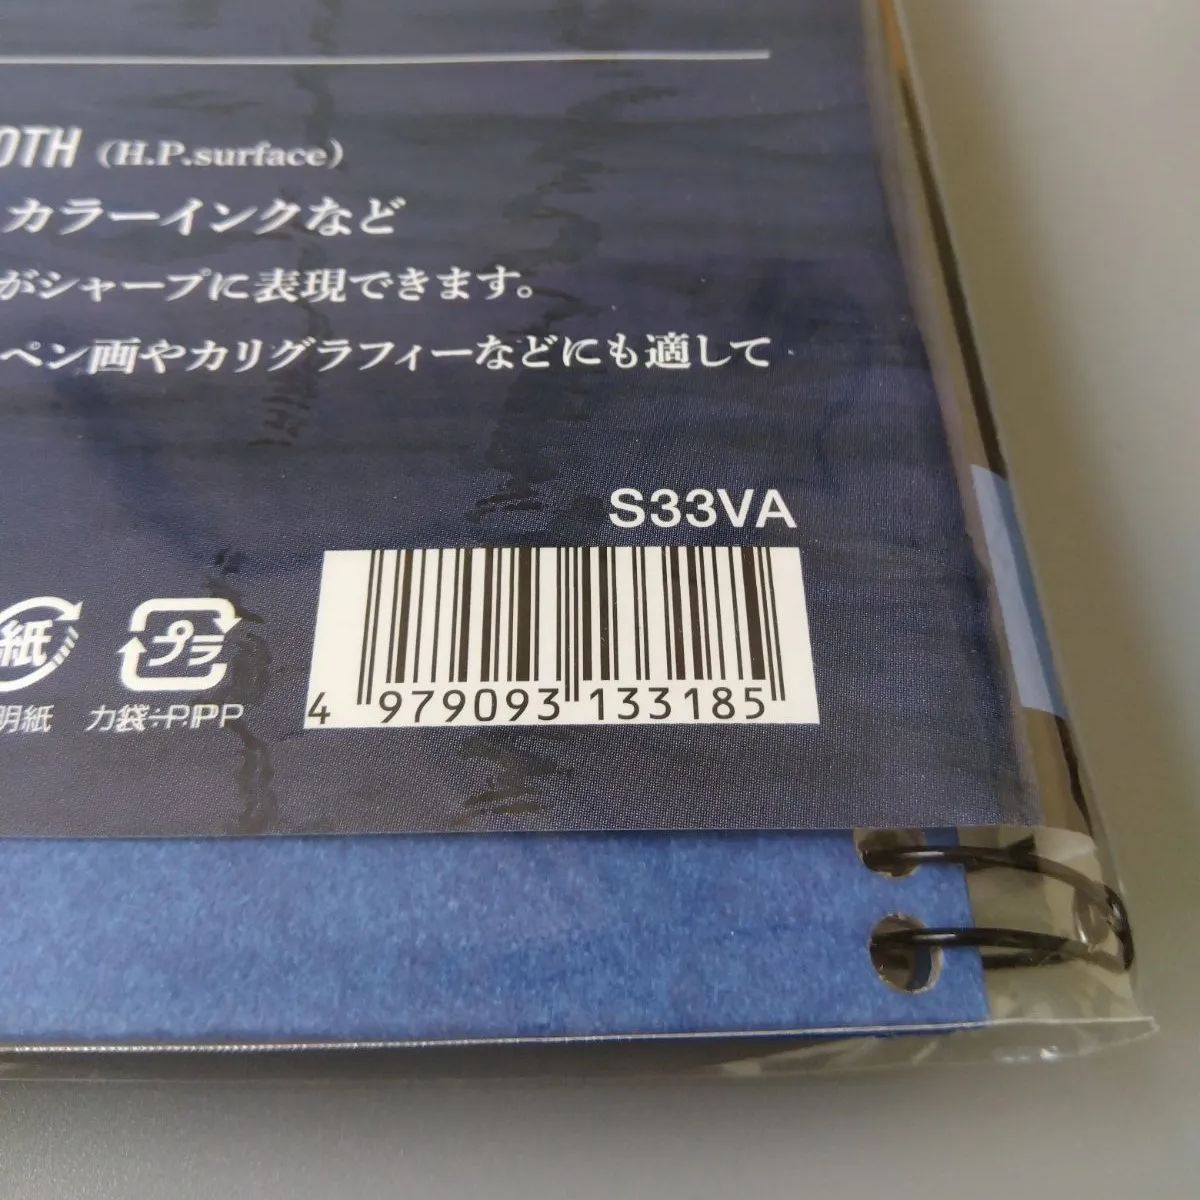 OTH (H.P.surface)
カラーインクなど
がシャープに表現できます。
ペン画やカリグラフィーなどにも適して
S33VA
紙
プラ
明紙
力袋:PP
4 979093 133185